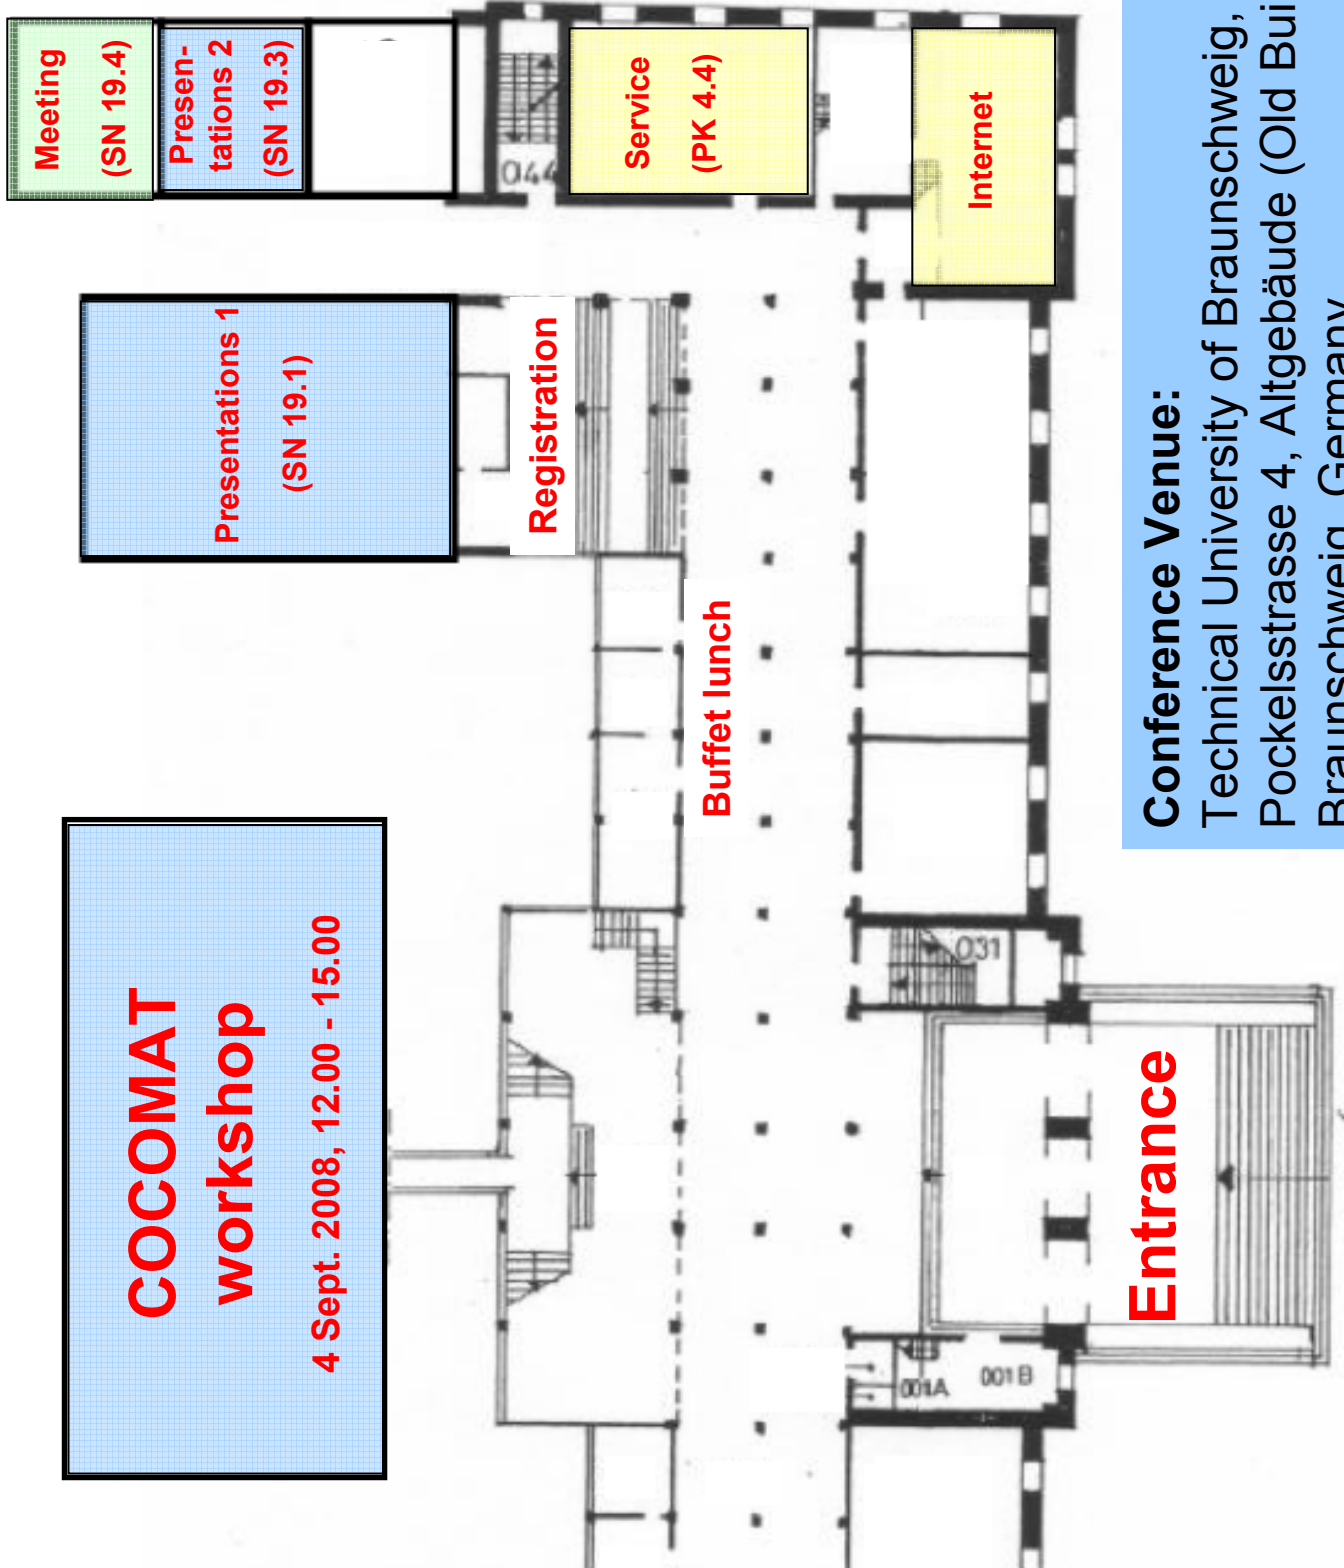 COCOMAT
workshop
4 Sept. 2008, 12.00 - 15.00
Presentations 1
(SN 19.1)
Meeting
(SN 19.4)
Presen-
tations 2
(SN 19.3)
Registration
Buffet lunch
044
Service
(PK 4.4)
Internet
031
001A
001B
Entrance
Conference Venue:
Technical University of Braunschweig,
Pockelsstrasse 4, Altgebäude (Old Bui
Braunschweig, Germany